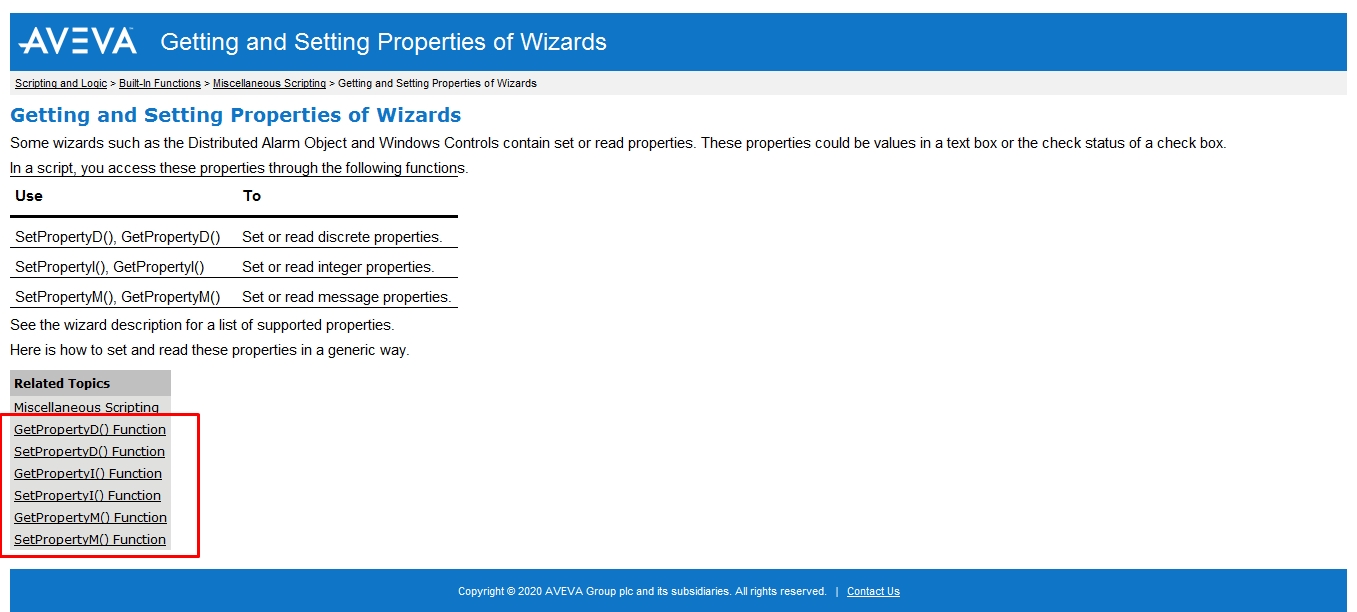 AVEVA Getting and Setting Properties of Wizards
Scripting and Logic > Built-In Functions > Miscellaneous Scripting > Getting and Setting Properties of Wizards
Getting and Setting Properties of Wizards
Some wizards such as the Distributed Alarm Object and Windows Controls contain set or read properties. These properties could be values in a text box or the check status of a check box.
In a script, you access these properties through the following functions.
Use To
SetPropertyD(), GetPropertyD() Set or read discrete properties.
SetPropertyI(), GetPropertyI() Set or read integer properties.
SetPropertyM(), GetPropertyM() Set or read message properties.
See the wizard description for a list of supported properties.
Here is how to set and read these properties in a generic way.
Related Topics
Miscellaneous Scripting
GetPropertyD() Function
SetPropertyD() Function
GetPropertyI() Function
SetPropertyI() Function
GetPropertyM() Function
SetPropertyM() Function
Copyright © 2020 AVEVA Group plc and its subsidiaries. All rights reserved. | Contact Us